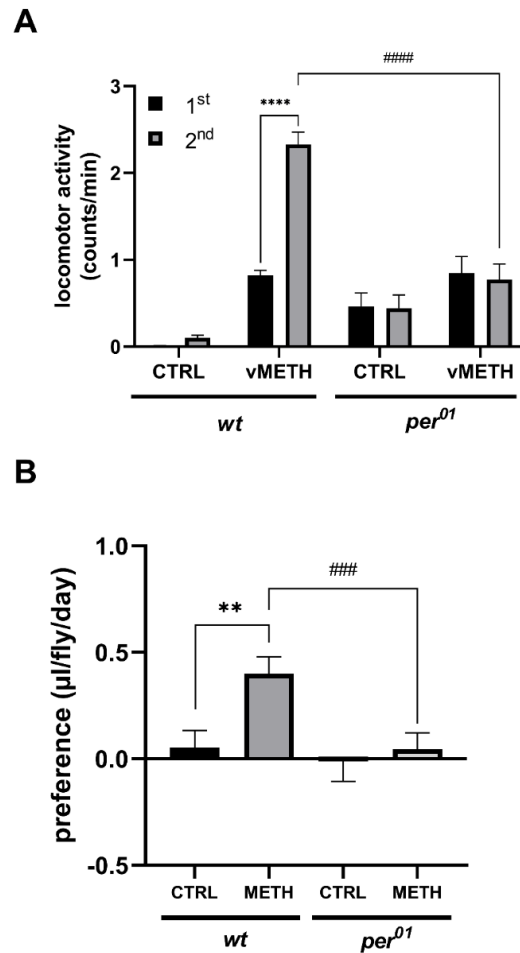 A
####
3
1st
****
2nd
2
locomotor activity
(counts/min)
1
0
CTRL vMETH CTRL vMETH
wt per01
B
1.0
###
**
0.5
preference (µl/fly/day)
0.0
-0.5
CTRL METH CTRL METH
wt per01